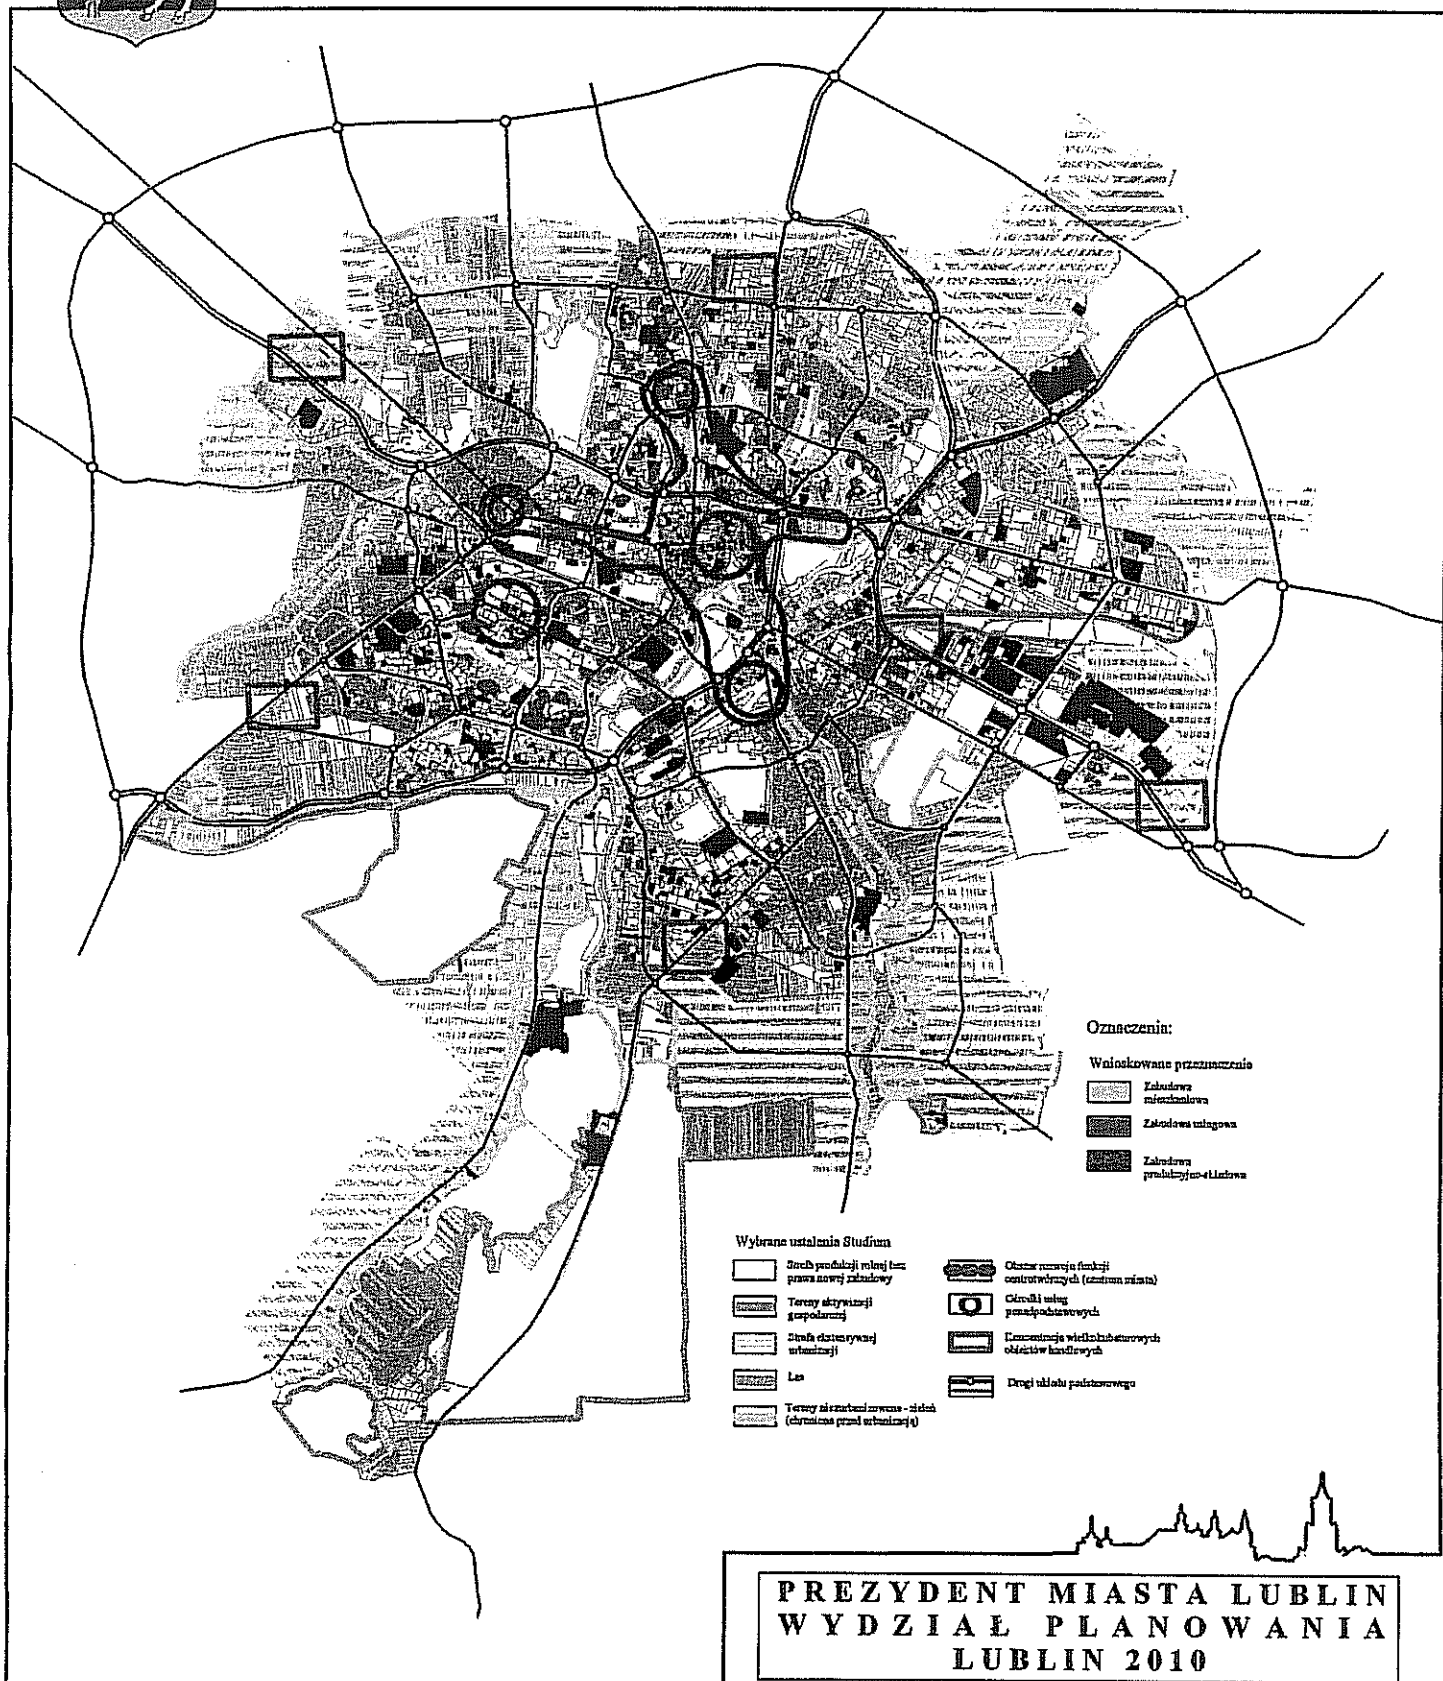 Oznaczenia:
Wnioskowane przeznaczenie
Zabudowa
mieszkaniowa
Zabudowa usługowa
Zabudowa
produkcyjno-składowa
Wybrane ustalenia Studium
Strefa produkcji rolnej bez
prawa nowej zabudowy
Tereny aktywizacji
gospodarczej
Strefa ekstensywnej
urbanizacji
Las
Tereny niezurbanizowane - zieleń
(chronione przed urbanizacją)
Obszar rozwoju funkcji
centrotwórczych (centrum miasta)
Ośrodki usług
ponadpodstawowych
Koncentracja wielkokubaturowych
obiektów handlowych
Drogi układu podstawowego
PREZYDENT MIASTA LUBLIN
WYDZIAŁ PLANOWANIA
LUBLIN 2010